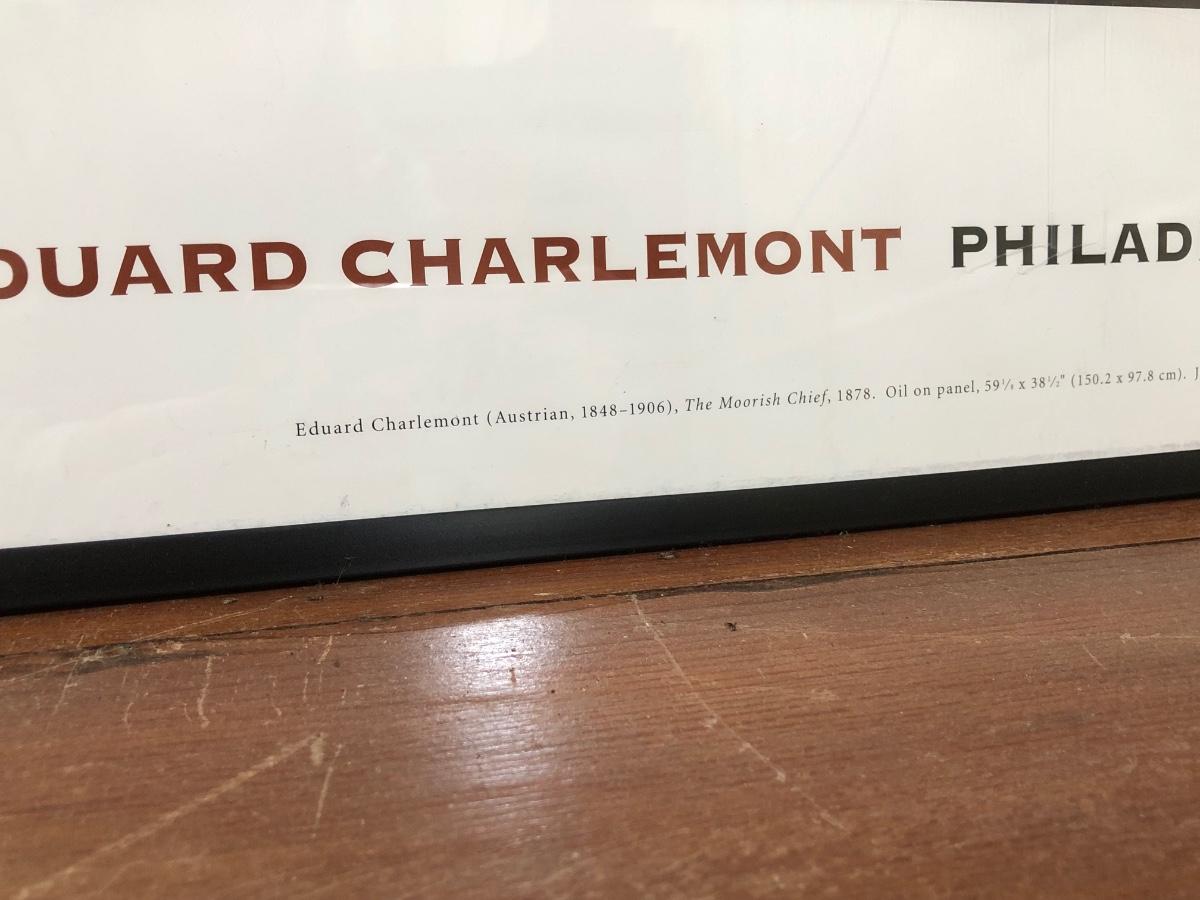 DUARD CHARLEMONT PHILAD
Eduard Charlemont (Austrian, 1848–1906), The Moorish Chief, 1878. Oil on panel, 59⅛ x 38½" (150.2 x 97.8 cm). J